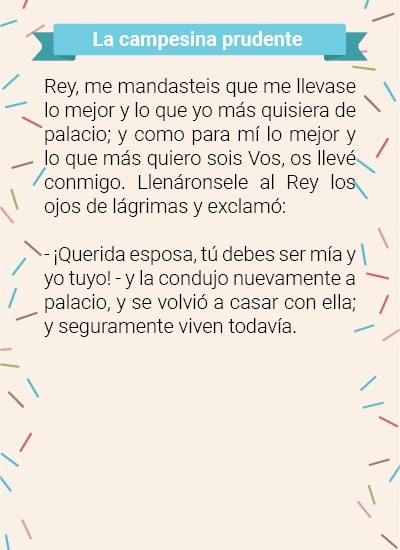 La campesina prudente
Rey, me mandasteis que me llevase
lo mejor y lo que yo más quisiera de
palacio; y como para mí lo mejor y
lo que más quiero sois Vos, os llevé
conmigo. Llenáronsele al Rey los
ojos de lágrimas y exclamó:
- ¡Querida esposa, tú debes ser mía y
yo tuyo! - y la condujo nuevamente a
palacio, y se volvió a casar con ella;
y seguramente viven todavía.